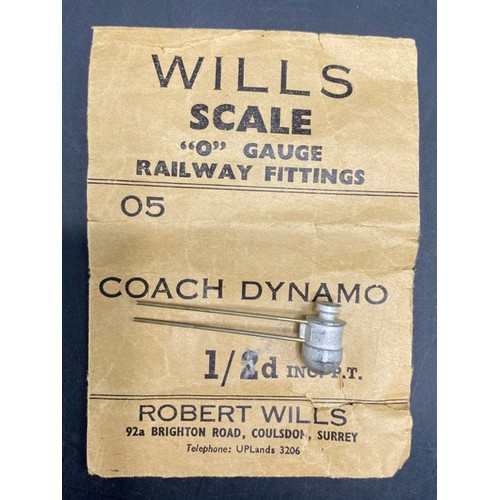 WILLS
SCALE
"O" GAUGE
RAILWAY FITTINGS
05
COACH DYNAMO
1/2d INC. P.T.
ROBERT WILLS
92a BRIGHTON ROAD, COULSDON, SURREY
Telephone: UPLands 3206